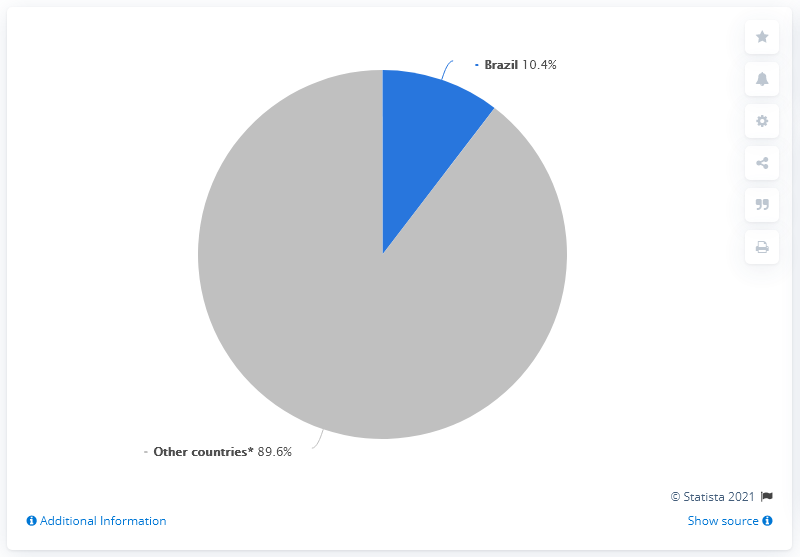 - Brazil 10.4%
- Other countries* 89.6%
© Statista 2021
Additional Information
Show source